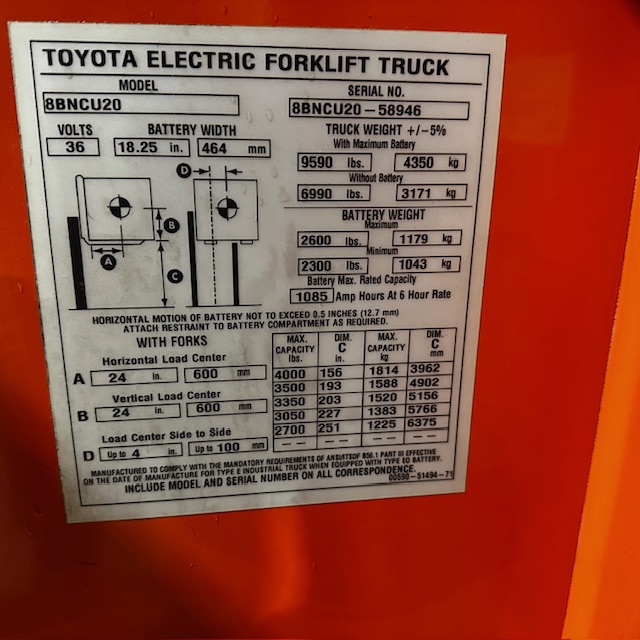 TOYOTA ELECTRIC FORKLIFT TRUCK
MODEL
8BNCU20
SERIAL NO.
8BNCU20-58946
VOLTS
36
BATTERY WIDTH
18.25 in. 464 mm
TRUCK WEIGHT +/-5%
With Maximum Battery
9590 lbs. 4350 kg
Without Battery
6990 lbs. 3171 kg
BATTERY WEIGHT
Maximum
2600 lbs. 1179 kg
Minimum
2300 lbs. 1043 kg
Battery Max. Rated Capacity
1085 Amp Hours At 6 Hour Rate
D
B
A
C
HORIZONTAL MOTION OF BATTERY NOT TO EXCEED 0.5 INCHES (12.7 mm)
ATTACH RESTRAINT TO BATTERY COMPARTMENT AS REQUIRED.
WITH FORKS
Horizontal Load Center
A 24 in. 600 mm
Vertical Load Center
B 24 in. 600 mm
Load Center Side to Side
D Up to 4 in. Up to 100 mm
MAX. CAPACITY lbs. DIM. C in. MAX. CAPACITY kg DIM. C mm
4000 156 1814 3962
3500 193 1588 4902
3350 203 1520 5156
3050 227 1383 5766
2700 251 1225 6375
--- --- --- ---
MANUFACTURED TO COMPLY WITH THE MANDATORY REQUIREMENTS OF ANSI/ITSDF B56.1 PART III EFFECTIVE
ON THE DATE OF MANUFACTURE FOR TYPE E INDUSTRIAL TRUCK WHEN EQUIPPED WITH TYPE EO BATTERY.
INCLUDE MODEL AND SERIAL NUMBER ON ALL CORRESPONDENCE.
00590-51494-71